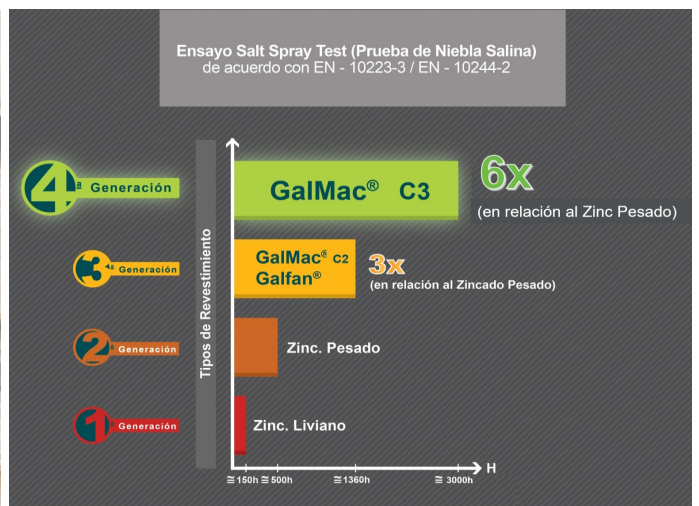 Ensayo Salt Spray Test (Prueba de Niebla Salina)
de acuerdo con EN - 10223-3 / EN - 10244-2
4ª Generación
GalMac® C3
6x
(en relación al Zinc Pesado)
3ª Generación
GalMac® C2
Galfan®
3x
(en relación al Zincado Pesado)
2ª Generación
Zinc. Pesado
1ª Generación
Zinc. Liviano
Tipos de Revestimiento
H
≅ 150h ≅ 500h ≅ 1360h ≅ 3000h